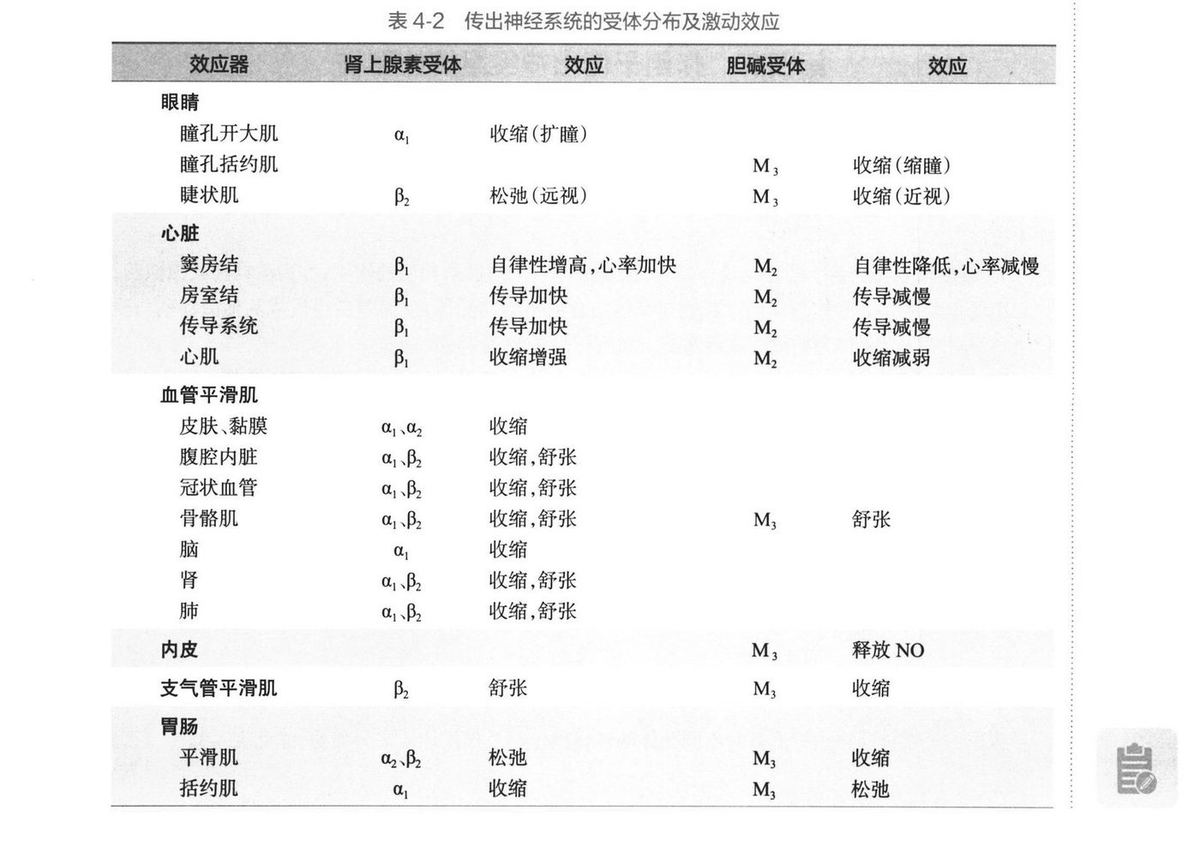 表 4-2 传出神经系统的受体分布及激动效应
效应器 肾上腺素受体 效应 胆碱受体 效应
眼睛
瞳孔开大肌 α₁ 收缩(扩瞳)
瞳孔括约肌 M₃ 收缩(缩瞳)
睫状肌 β₂ 松弛(远视) M₃ 收缩(近视)
心脏
窦房结 β₁ 自律性增高,心率加快 M₂ 自律性降低,心率减慢
房室结 β₁ 传导加快 M₂ 传导减慢
传导系统 β₁ 传导加快 M₂ 传导减慢
心肌 β₁ 收缩增强 M₂ 收缩减弱
血管平滑肌
皮肤、黏膜 α₁、α₂ 收缩
腹腔内脏 α₁、β₂ 收缩,舒张
冠状血管 α₁、β₂ 收缩,舒张
骨骼肌 α₁、β₂ 收缩,舒张 M₃ 舒张
脑 α₁ 收缩
肾 α₁、β₂ 收缩,舒张
肺 α₁、β₂ 收缩,舒张
内皮 M₃ 释放 NO
支气管平滑肌 β₂ 舒张 M₃ 收缩
胃肠
平滑肌 α₂、β₂ 松弛 M₃ 收缩
括约肌 α₁ 收缩 M₃ 松弛